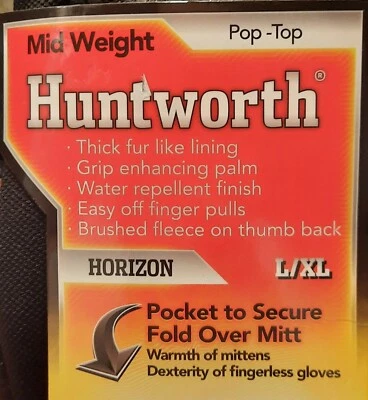 Mid Weight
Pop -Top
Huntworth®
· Thick fur like lining
· Grip enhancing palm
· Water repellent finish
· Easy off finger pulls
· Brushed fleece on thumb back
HORIZON
L/XL
Pocket to Secure
Fold Over Mitt
Warmth of mittens
Dexterity of fingerless gloves